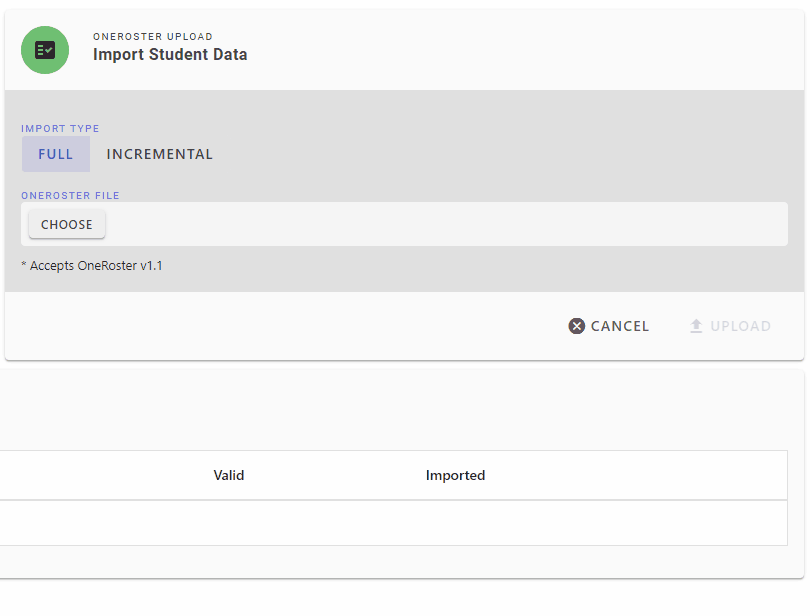 ONEROSTER UPLOAD
Import Student Data
IMPORT TYPE
FULL INCREMENTAL
ONEROSTER FILE
CHOOSE
* Accepts OneRoster v1.1
CANCEL UPLOAD
Valid Imported